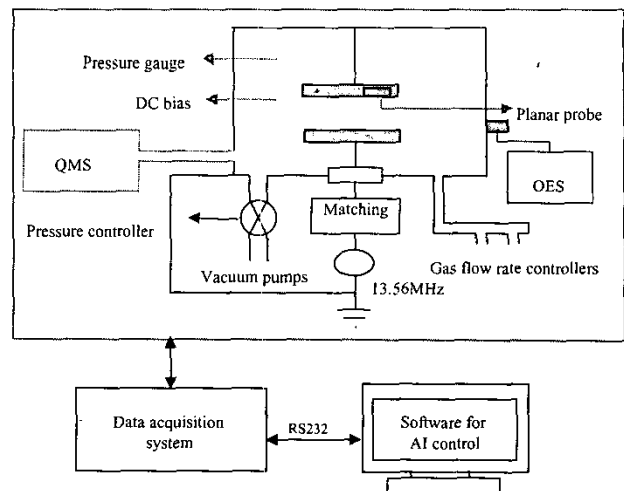 Pressure gauge
DC bias
Planar probe
QMS
OES
Matching
Pressure controller
Vacuum pumps
Gas flow rate controllers
13.56MHz
Data acquisition
system
RS232
Software for
AI control